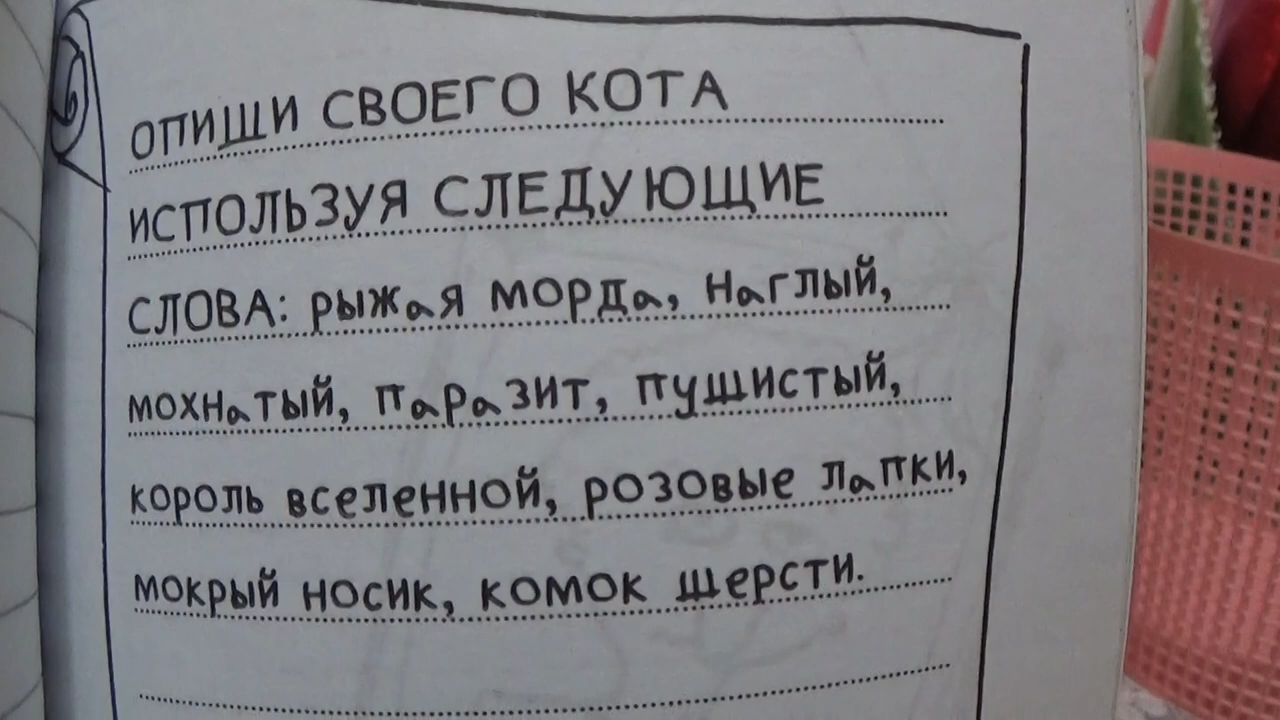 ОПИШИ СВОЕГО КОТА
ИСПОЛЬЗУЯ СЛЕДУЮЩИЕ
СЛОВА: рыжая морда, наглый,
мохнатый, паразит, пушистый,
король вселенной, розовые лапки,
мокрый носик, комок шерсти.